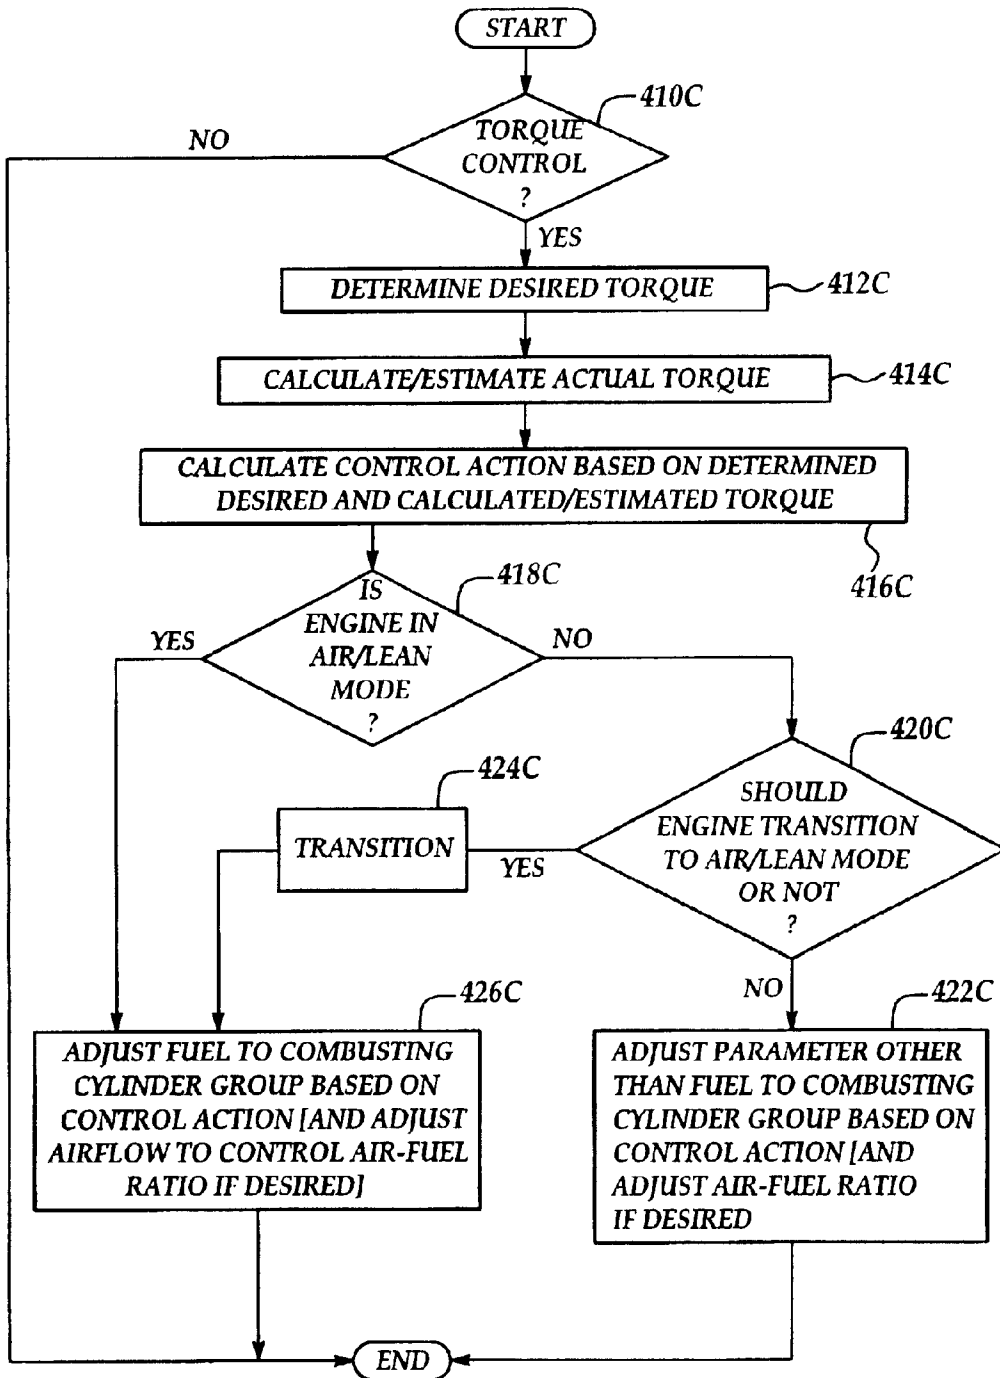 START
410C
NO
TORQUE
CONTROL
?
YES
DETERMINE DESIRED TORQUE
412C
CALCULATE/ESTIMATE ACTUAL TORQUE
414C
CALCULATE CONTROL ACTION BASED ON DETERMINED
DESIRED AND CALCULATED/ESTIMATED TORQUE
416C
418C
IS
ENGINE IN
AIR/LEAN
MODE
?
YES
NO
420C
424C
SHOULD
ENGINE TRANSITION
TO AIR/LEAN MODE
OR NOT
?
TRANSITION
YES
NO
426C
422C
ADJUST FUEL TO COMBUSTING
CYLINDER GROUP BASED ON
CONTROL ACTION [AND ADJUST
AIRFLOW TO CONTROL AIR-FUEL
RATIO IF DESIRED]
ADJUST PARAMETER OTHER
THAN FUEL TO COMBUSTING
CYLINDER GROUP BASED ON
CONTROL ACTION [AND
ADJUST AIR-FUEL RATIO
IF DESIRED
END